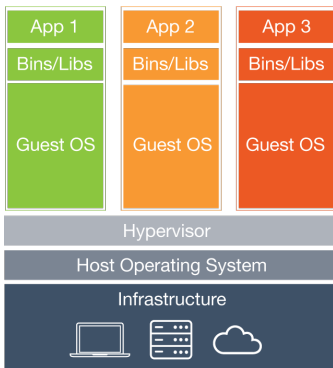 App 1
App 2
App 3
Bins/Libs
Bins/Libs
Bins/Libs
Guest OS
Guest OS
Guest OS
Hypervisor
Host Operating System
Infrastructure